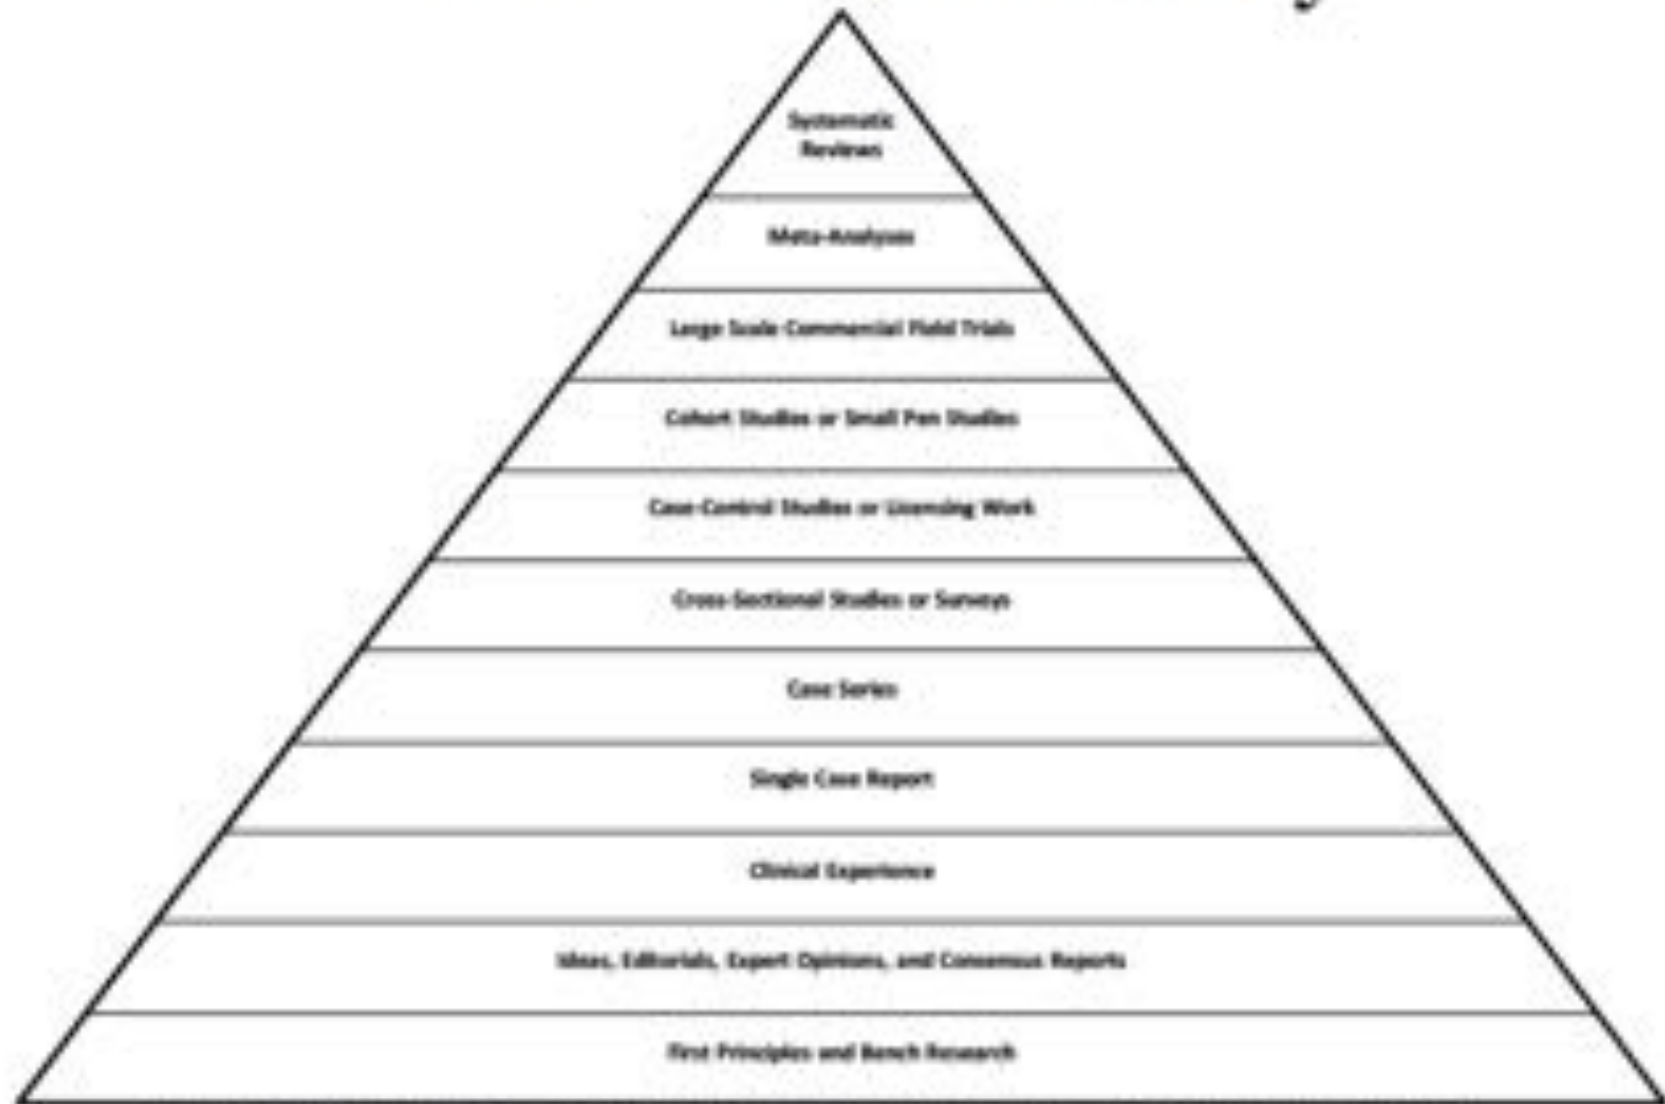 Systematic
Reviews
Meta-Analyses
Large Scale Commercial Field Trials
Cohort Studies or Small Pen Studies
Case-Control Studies or Licensing Work
Cross-Sectional Studies or Surveys
Case Series
Single Case Report
Clinical Experience
Ideas, Editorials, Expert Opinions, and Consensus Reports
First Principles and Bench Research